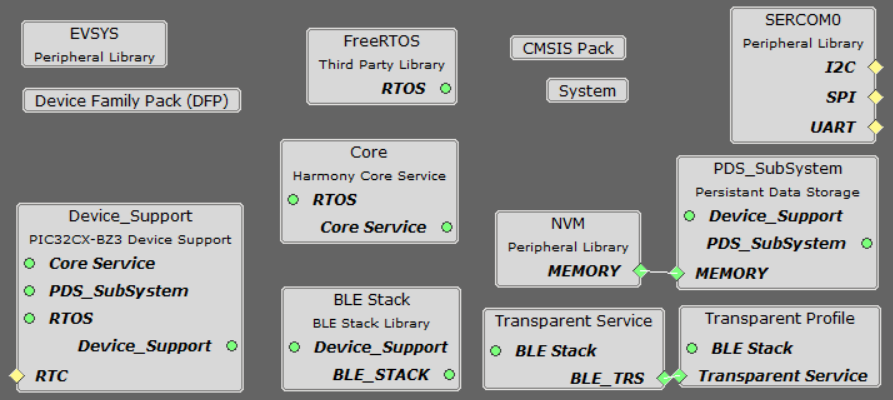 EVSYS
Peripheral Library
Device Family Pack (DFP)
FreeRTOS
Third Party Library
RTOS
CMSIS Pack
System
SERCOM0
Peripheral Library
I2C
SPI
UART
Core
Harmony Core Service
RTOS
Core Service
PDS_SubSystem
Persistant Data Storage
Device_Support
PDS_SubSystem
MEMORY
Device_Support
PIC32CX-BZ3 Device Support
Core Service
PDS_SubSystem
RTOS
Device_Support
RTC
NVM
Peripheral Library
MEMORY
BLE Stack
BLE Stack Library
Device_Support
BLE_STACK
Transparent Service
BLE Stack
BLE_TRS
Transparent Profile
BLE Stack
Transparent Service